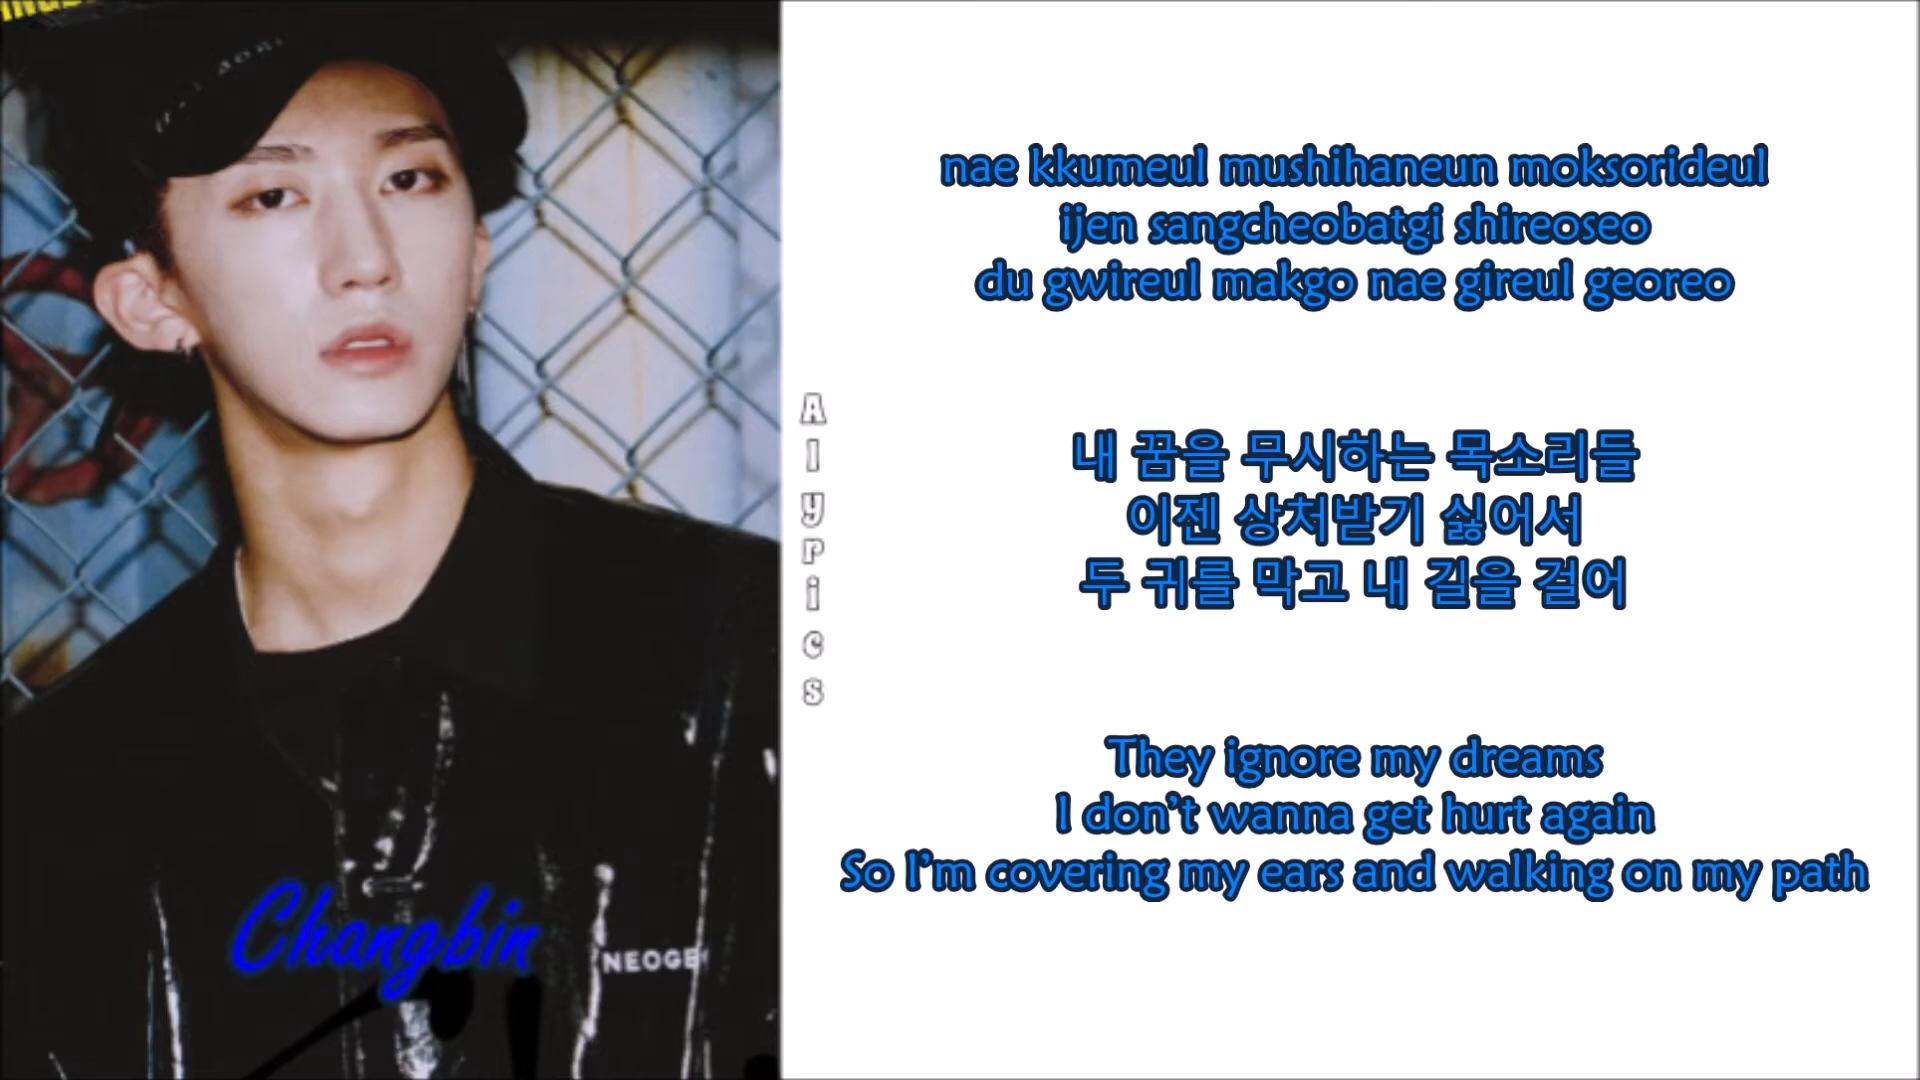 nae kkumeul mushihaneun moksorideul
ijen sangcheobatgi shireoseo
du gwireul makgo nae gireul georeo
내 꿈을 무시하는 목소리들
이젠 상처받기 싫어서
두 귀를 막고 내 길을 걸어
They ignore my dreams
I don't wanna get hurt again
So I'm covering my ears and walking on my path
Alypics
Changbin